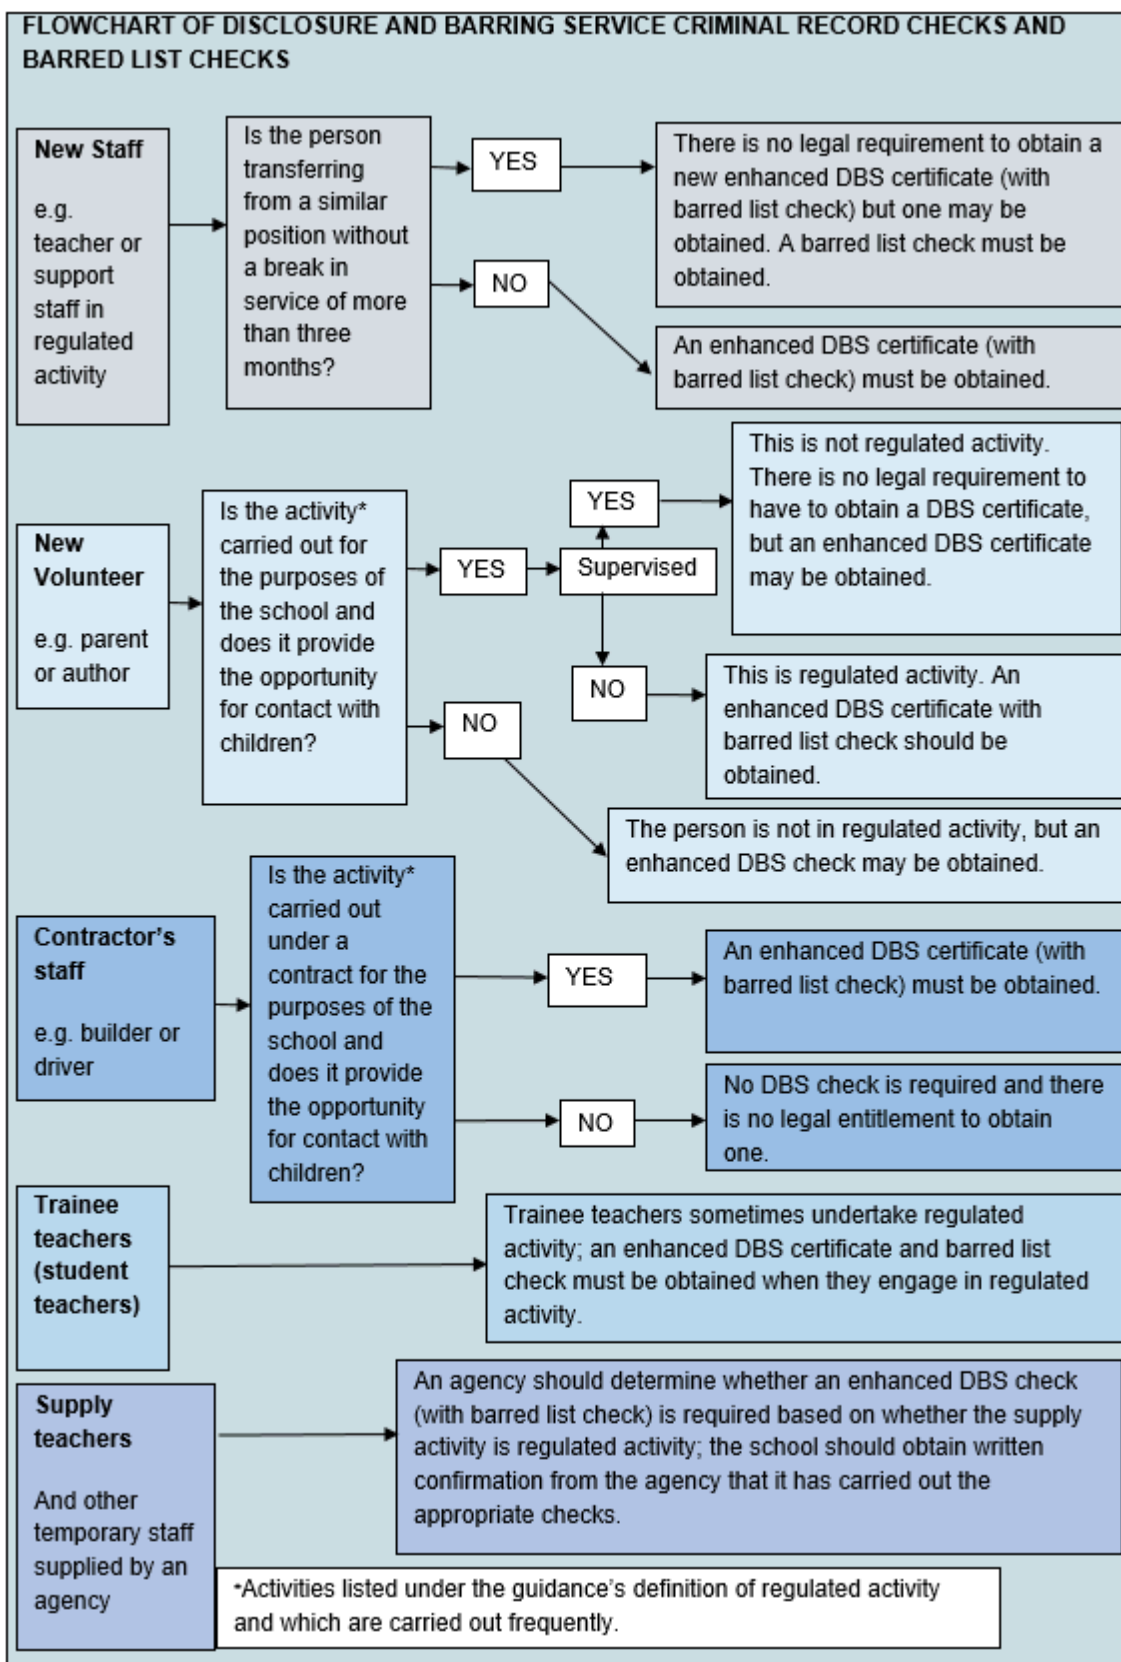 FLOWCHART OF DISCLOSURE AND BARRING SERVICE CRIMINAL RECORD CHECKS AND
BARRED LIST CHECKS
New Staff
e.g.
teacher or
support
staff in
regulated
activity
Is the person
transferring
from a similar
position without
a break in
service of more
than three
months?
YES
There is no legal requirement to obtain a
new enhanced DBS certificate (with
barred list check) but one may be
obtained. A barred list check must be
obtained.
NO
An enhanced DBS certificate (with
barred list check) must be obtained.
New
Volunteer
e.g. parent
or author
Is the activity*
carried out for
the purposes of
the school and
does it provide
the opportunity
for contact with
children?
YES
Supervised
YES
This is not regulated activity.
There is no legal requirement to
have to obtain a DBS certificate,
but an enhanced DBS certificate
may be obtained.
NO
This is regulated activity. An
enhanced DBS certificate with
barred list check should be
obtained.
NO
The person is not in regulated activity, but an
enhanced DBS check may be obtained.
Contractor's
staff
e.g. builder or
driver
Is the activity*
carried out
under a
contract for the
purposes of the
school and
does it provide
the opportunity
for contact with
children?
YES
An enhanced DBS certificate (with
barred list check) must be obtained.
NO
No DBS check is required and there
is no legal entitlement to obtain
one.
Trainee
teachers
(student
teachers)
Trainee teachers sometimes undertake regulated
activity; an enhanced DBS certificate and barred list
check must be obtained when they engage in regulated
activity.
Supply
teachers
And other
temporary staff
supplied by an
agency
An agency should determine whether an enhanced DBS check
(with barred list check) is required based on whether the supply
activity is regulated activity; the school should obtain written
confirmation from the agency that it has carried out the
appropriate checks.
*Activities listed under the guidance's definition of regulated activity
and which are carried out frequently.